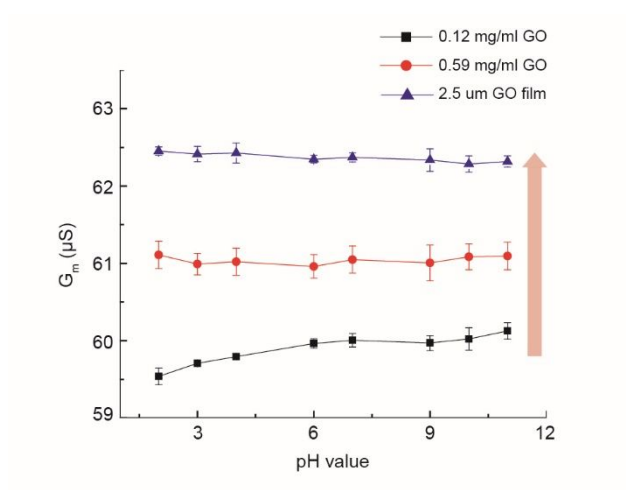 0.12 mg/ml GO
0.59 mg/ml GO
2.5 um GO film
63
62
61
60
59
Gm (µS)
3 6 9 12
pH value